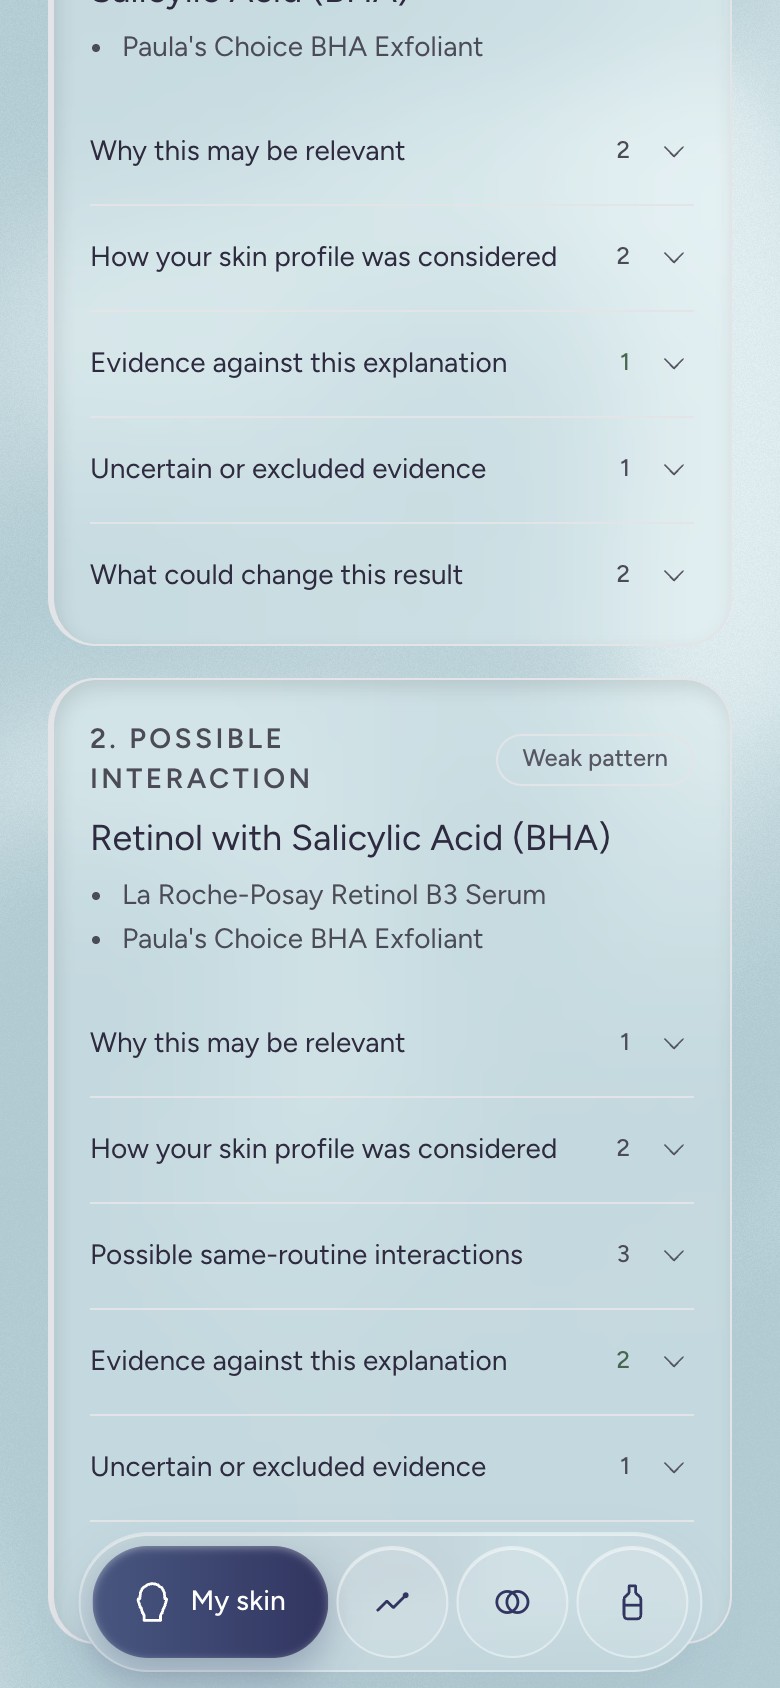 Salicylic Acid (BHA)
• Paula's Choice BHA Exfoliant
Why this may be relevant 2
How your skin profile was considered 2
Evidence against this explanation 1
Uncertain or excluded evidence 1
What could change this result 2
2. POSSIBLE
INTERACTION
Weak pattern
Retinol with Salicylic Acid (BHA)
• La Roche-Posay Retinol B3 Serum
• Paula's Choice BHA Exfoliant
Why this may be relevant 1
How your skin profile was considered 2
Possible same-routine interactions 3
Evidence against this explanation 2
Uncertain or excluded evidence 1
My skin